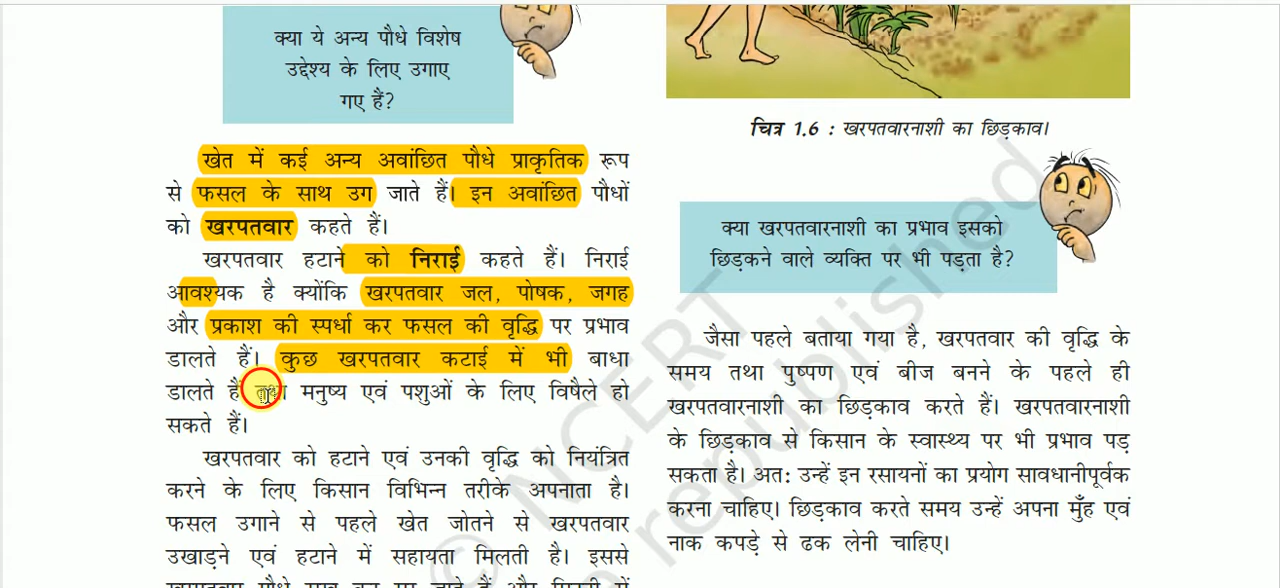 क्या ये अन्य पौधे विशेष
उद्देश्य के लिए उगाए
गए हैं?
खेत में कई अन्य अवांछित पौधे प्राकृतिक रूप
से फसल के साथ उग जाते हैं। इन अवांछित पौधों
को खरपतवार कहते हैं।
खरपतवार हटाने को निराई कहते हैं। निराई
आवश्यक है क्योंकि खरपतवार जल, पोषक, जगह
और प्रकाश की स्पर्धा कर फसल की वृद्धि पर प्रभाव
डालते हैं। कुछ खरपतवार कटाई में भी बाधा
डालते हैं तथा मनुष्य एवं पशुओं के लिए विषैले हो
सकते हैं।
खरपतवार को हटाने एवं उनकी वृद्धि को नियंत्रित
करने के लिए किसान विभिन्न तरीके अपनाता है।
फसल उगाने से पहले खेत जोतने से खरपतवार
उखाड़ने एवं हटाने में सहायता मिलती है। इससे
चित्र 1.6 : खरपतवारनाशी का छिड़काव।
क्या खरपतवारनाशी का प्रभाव इसको
छिड़कने वाले व्यक्ति पर भी पड़ता है?
जैसा पहले बताया गया है, खरपतवार की वृद्धि के
समय तथा पुष्पण एवं बीज बनने के पहले ही
खरपतवारनाशी का छिड़काव करते हैं। खरपतवारनाशी
के छिड़काव से किसान के स्वास्थ्य पर भी प्रभाव पड़
सकता है। अत: उन्हें इन रसायनों का प्रयोग सावधानीपूर्वक
करना चाहिए। छिड़काव करते समय उन्हें अपना मुँह एवं
नाक कपड़े से ढक लेनी चाहिए।
© NCERT
republished